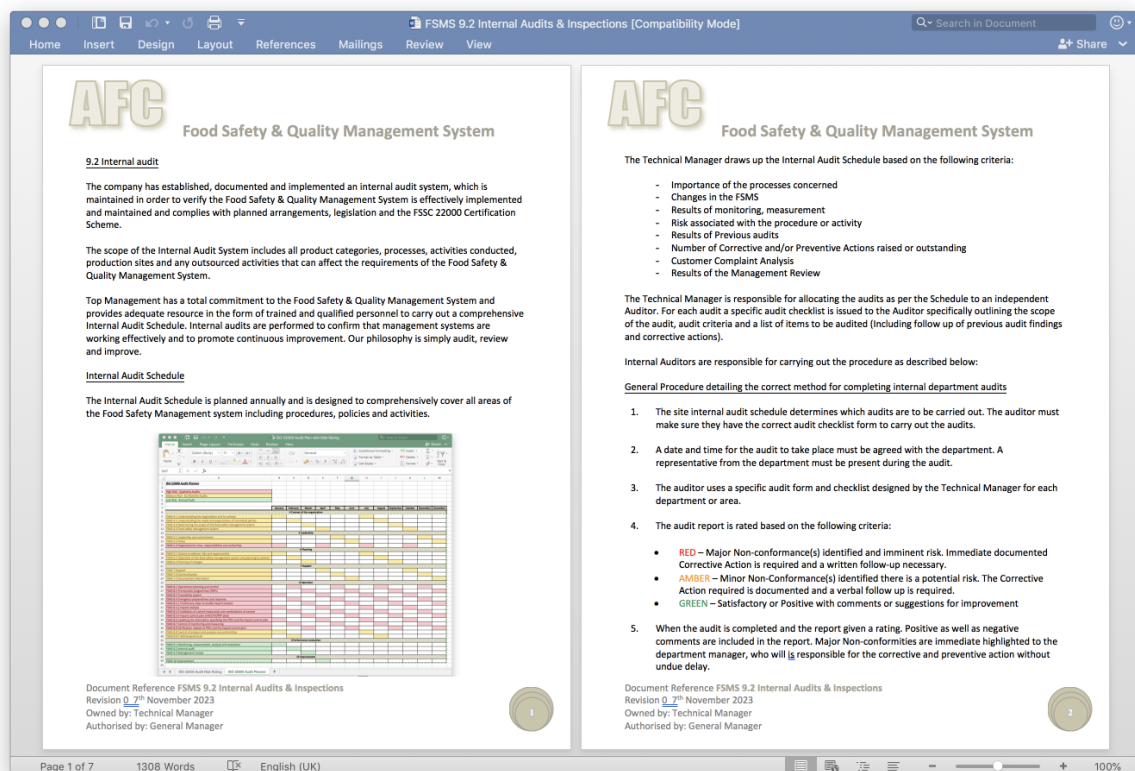 FSMS 9.2 Internal Audits & Inspections [Compatibility Mode]
Search in Document
Home Insert Design Layout References Mailings Review View
Share
AFC
Food Safety & Quality Management System
9.2 Internal audit
The company has established, documented and implemented an internal audit system, which is
maintained in order to verify the Food Safety & Quality Management System is effectively implemented
and maintained and complies with planned arrangements, legislation and the FSSC 22000 Certification
Scheme.
The scope of the Internal Audit System includes all product categories, processes, activities conducted,
production sites and any outsourced activities that can affect the requirements of the Food Safety &
Quality Management System.
Top Management has a total commitment to the Food Safety & Quality Management System and
provides adequate resource in the form of trained and qualified personnel to carry out a comprehensive
Internal Audit Schedule. Internal audits are performed to confirm that management systems are
working effectively and to promote continuous improvement. Our philosophy is simply audit, review
and improve.
Internal Audit Schedule
The Internal Audit Schedule is planned annually and is designed to comprehensively cover all areas of
the Food Safety Management system including procedures, policies and activities.
Document Reference FSMS 9.2 Internal Audits & Inspections
Revision 0 7th November 2023
Owned by: Technical Manager
Authorised by: General Manager
1
AFC
Food Safety & Quality Management System
The Technical Manager draws up the Internal Audit Schedule based on the following criteria:
- Importance of the processes concerned
- Changes in the FSMS
- Results of monitoring, measurement
- Risk associated with the procedure or activity
- Results of Previous audits
- Number of Corrective and/or Preventive Actions raised or outstanding
- Customer Complaint Analysis
- Results of the Management Review
The Technical Manager is responsible for allocating the audits as per the Schedule to an independent
Auditor. For each audit a specific audit checklist is issued to the Auditor specifically outlining the scope
of the audit, audit criteria and a list of items to be audited (Including follow up of previous audit findings
and corrective actions).
Internal Auditors are responsible for carrying out the procedure as described below:
General Procedure detailing the correct method for completing internal department audits
1. The site internal audit schedule determines which audits are to be carried out. The auditor must
make sure they have the correct audit checklist form to carry out the audits.
2. A date and time for the audit to take place must be agreed with the department. A
representative from the department must be present during the audit.
3. The auditor uses a specific audit form and checklist designed by the Technical Manager for each
department or area.
4. The audit report is rated based on the following criteria:
• RED – Major Non-conformance(s) identified and imminent risk. Immediate documented
Corrective Action is required and a written follow-up necessary.
• AMBER – Minor Non-Conformance(s) identified there is a potential risk. The Corrective
Action required is documented and a verbal follow up is required.
• GREEN – Satisfactory or Positive with comments or suggestions for improvement
5. When the audit is completed and the report given a rating. Positive as well as negative
comments are included in the report. Major Non-conformities are immediate highlighted to the
department manager, who will is responsible for the corrective and preventive action without
undue delay.
Document Reference FSMS 9.2 Internal Audits & Inspections
Revision 0 7th November 2023
Owned by: Technical Manager
Authorised by: General Manager
2
Page 1 of 7 1308 Words English (UK) 100%